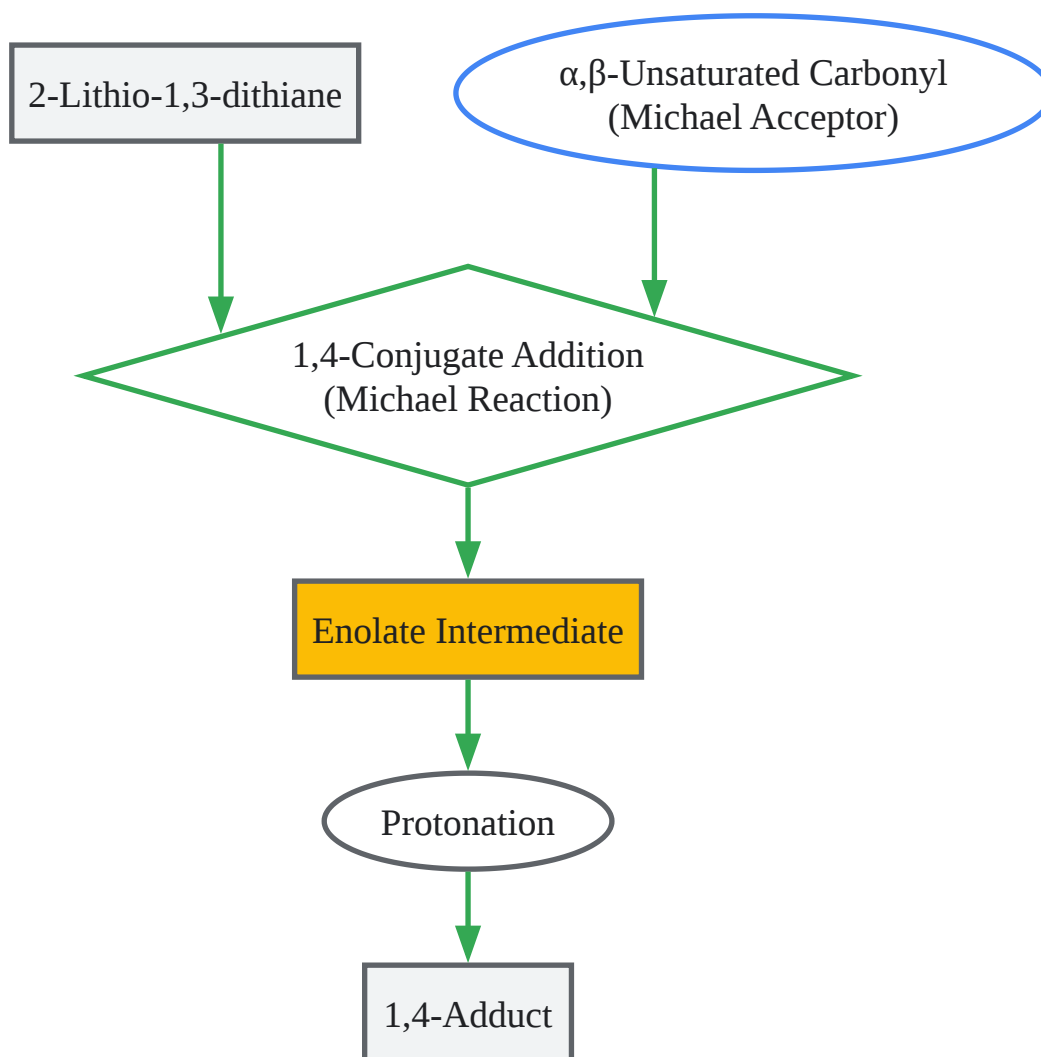 2-Lithio-1,3-dithiane
α,β-Unsaturated Carbonyl
(Michael Acceptor)
1,4-Conjugate Addition
(Michael Reaction)
Enolate Intermediate
Protonation
1,4-Adduct